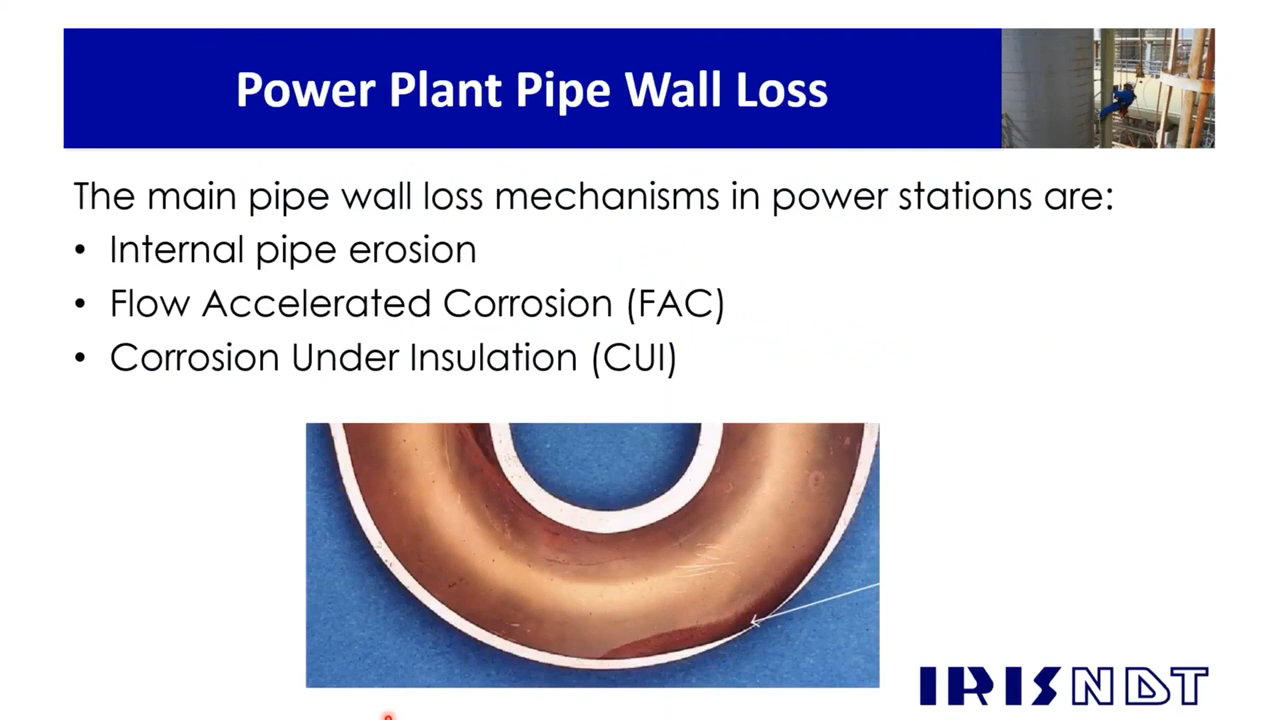 Power Plant Pipe Wall Loss
The main pipe wall loss mechanisms in power stations are:
• Internal pipe erosion
• Flow Accelerated Corrosion (FAC)
• Corrosion Under Insulation (CUI)
IRISNDT